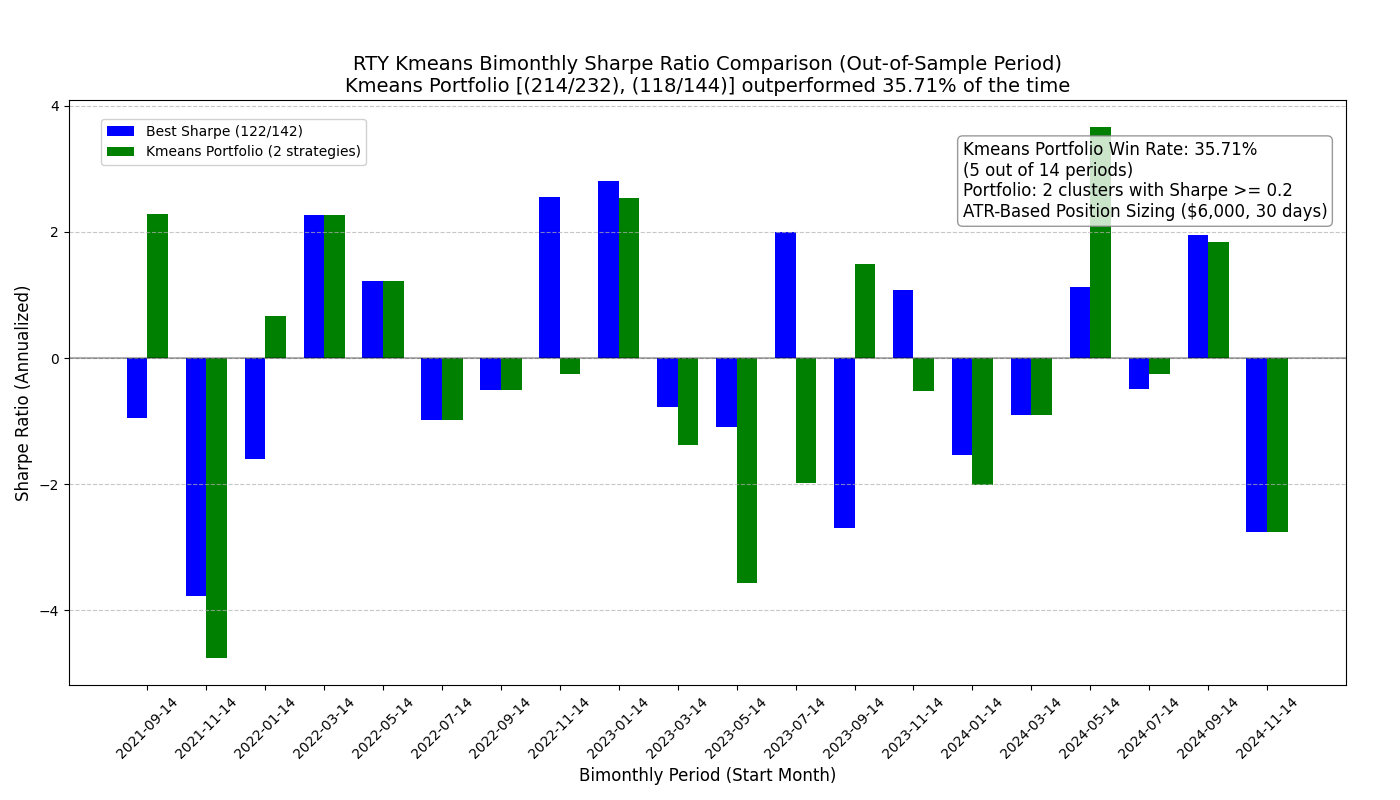 RTY Kmeans Bimonthly Sharpe Ratio Comparison (Out-of-Sample Period)
Kmeans Portfolio [(214/232), (118/144)] outperformed 35.71% of the time
Best Sharpe (122/142)
Kmeans Portfolio (2 strategies)
Kmeans Portfolio Win Rate: 35.71%
(5 out of 14 periods)
Portfolio: 2 clusters with Sharpe >= 0.2
ATR-Based Position Sizing ($6,000, 30 days)
Sharpe Ratio (Annualized)
4
2
0
−2
−4
2021-09-14
2021-11-14
2022-01-14
2022-03-14
2022-05-14
2022-07-14
2022-09-14
2022-11-14
2023-01-14
2023-03-14
2023-05-14
2023-07-14
2023-09-14
2023-11-14
2024-01-14
2024-03-14
2024-05-14
2024-07-14
2024-09-14
2024-11-14
Bimonthly Period (Start Month)